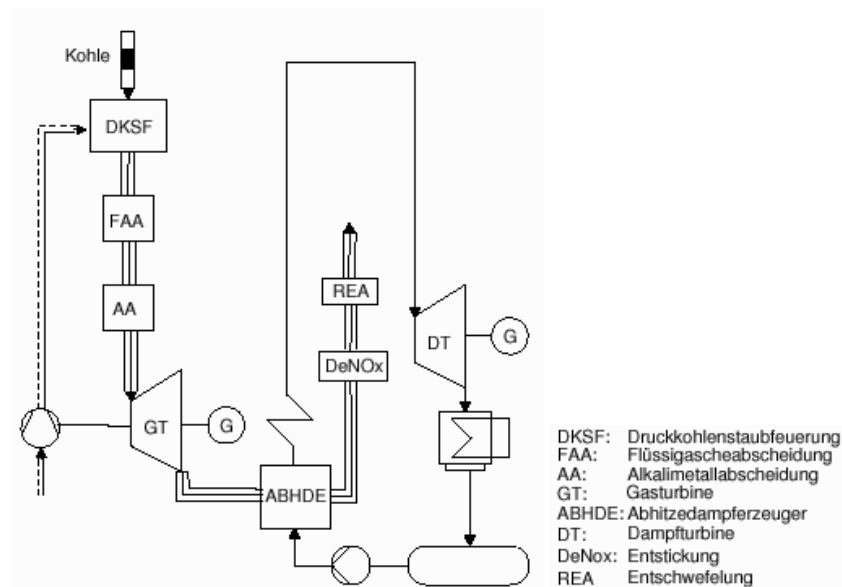 Kohle
DKSF
FAA
AA
GT
G
ABHDE
REA
DeNOx
DT
G
DKSF: Druckkohlenstaubfeuerung
FAA: Flüssigascheabscheidung
AA: Alkalimetallabscheidung
GT: Gasturbine
ABHDE: Abhitzedampferzeuger
DT: Dampfturbine
DeNox: Entstickung
REA Entschwefelung